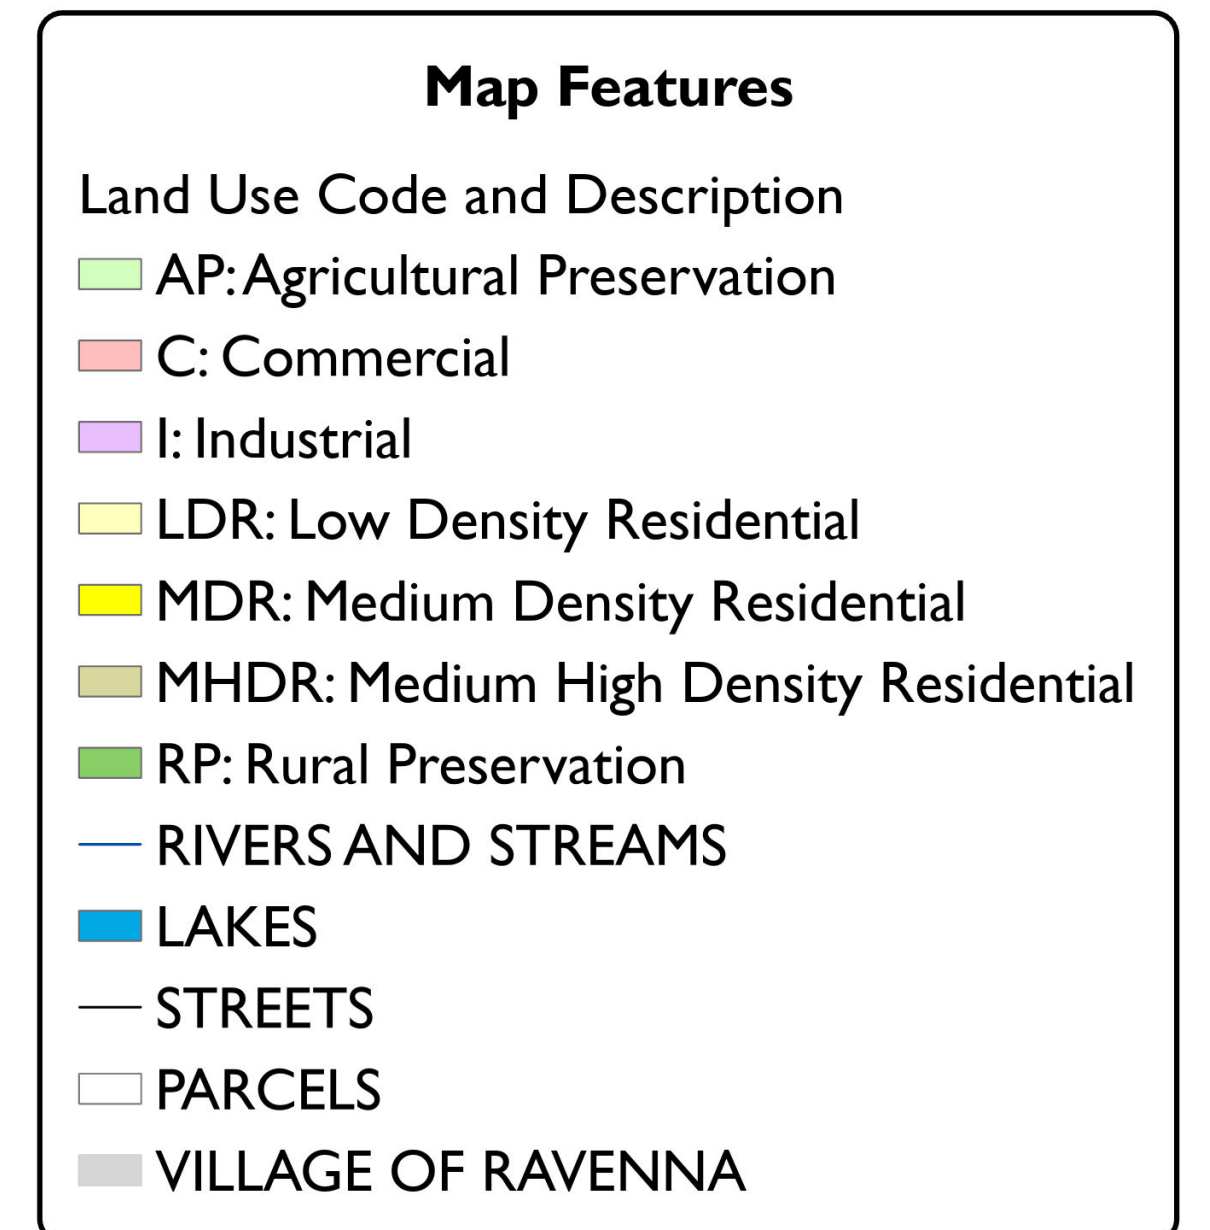 Map Features
Land Use Code and Description
AP: Agricultural Preservation
C: Commercial
I: Industrial
LDR: Low Density Residential
MDR: Medium Density Residential
MHDR: Medium High Density Residential
RP: Rural Preservation
RIVERS AND STREAMS
LAKES
STREETS
PARCELS
VILLAGE OF RAVENNA